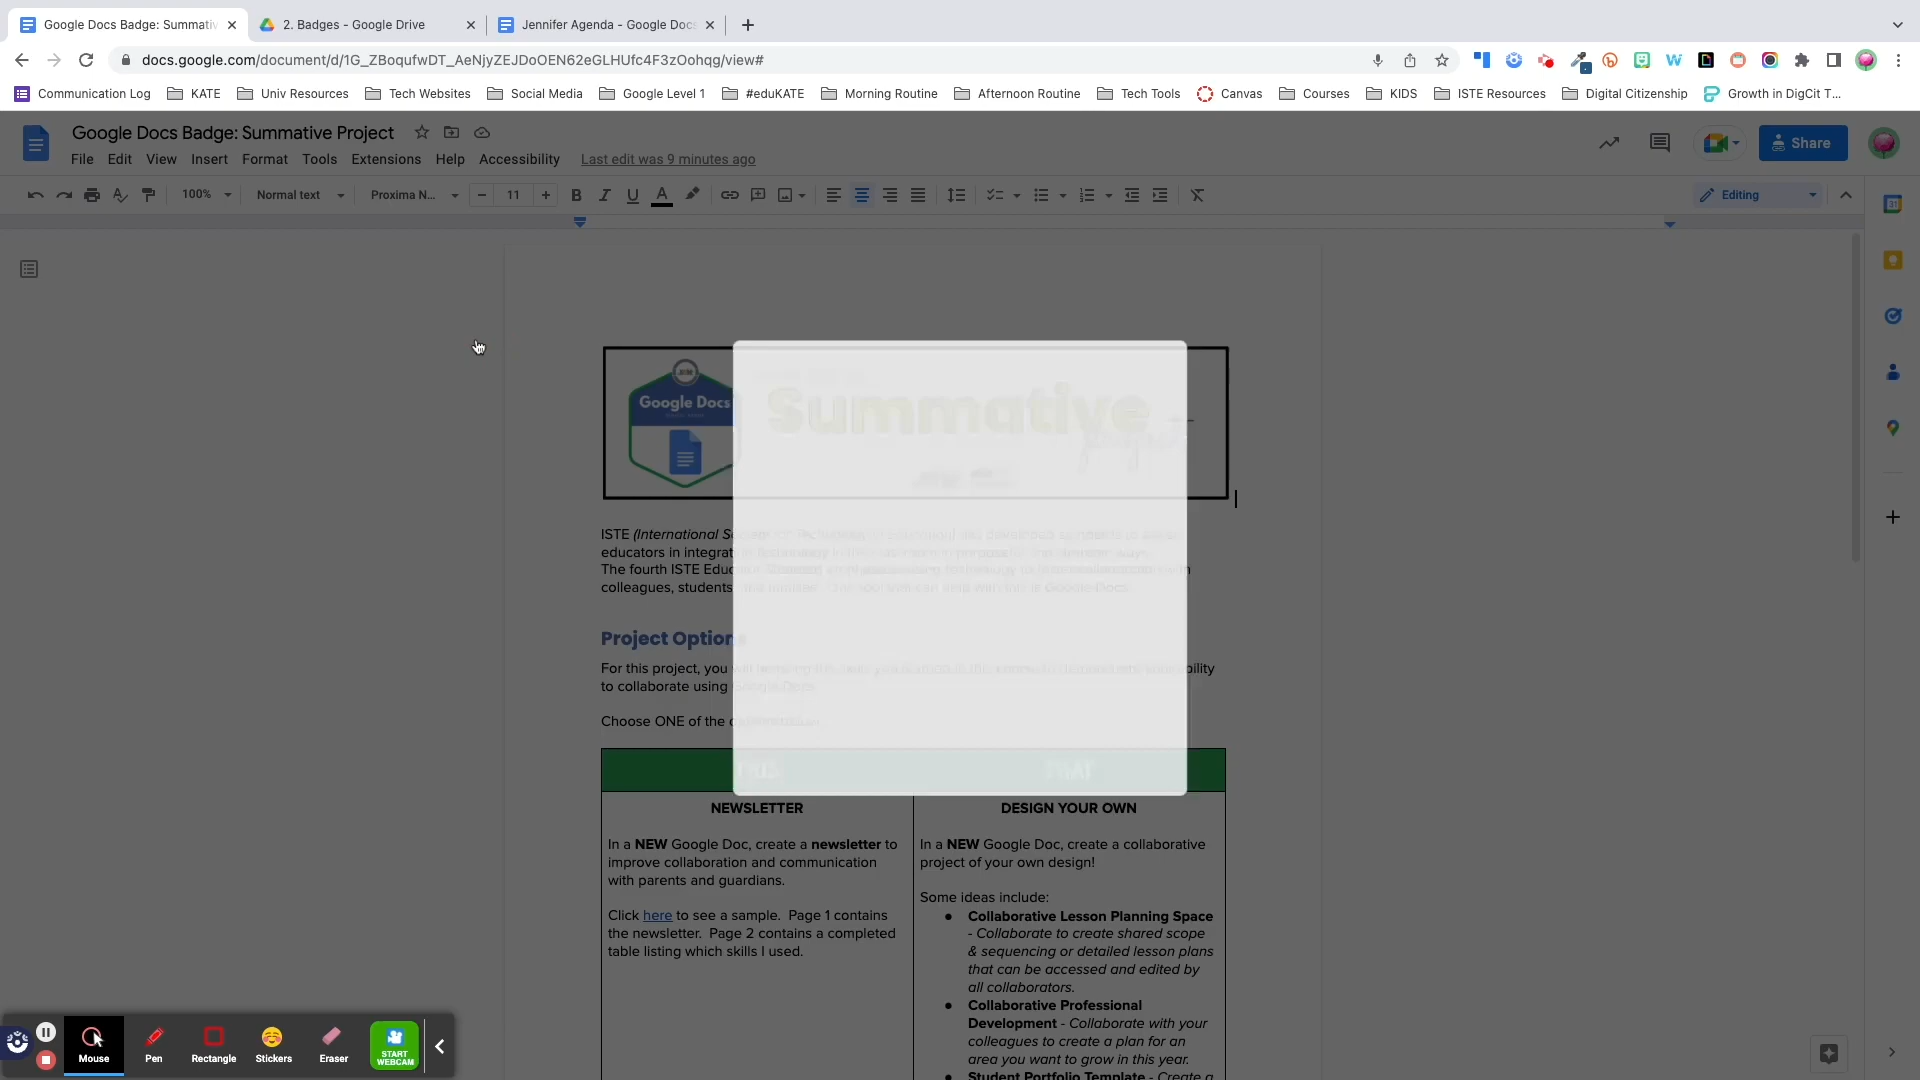 Google Docs Badge: Summativ
2. Badges - Google Drive
Jennifer Agenda - Google Doc
docs.google.com/document/d/1G_ZBoqufwDT_AeNjyZEJDoOEN62eGLHUfc4F3zOohqg/view#
Communication Log
KATE
Univ Resources
Tech Websites
Social Media
Google Level 1
#eduKATE
Morning Routine
Afternoon Routine
Tech Tools
Canvas
Courses
KIDS
ISTE Resources
Digital Citizenship
Growth in DigCit T...
Google Docs Badge: Summative Project
File Edit View Insert Format Tools Extensions Help Accessibility Last edit was 9 minutes ago
Share
100% Normal text Proxima N... 11
Editing
Google Docs
Summative
ISTE (International
educators in
The fourth ISTE
colleagues, students
Project Options
For this project, you
to collaborate using Google Docs
Choose ONE of the
THIS
THAT
NEWSLETTER
In a NEW Google Doc, create a newsletter to
improve collaboration and communication
with parents and guardians.
Click here to see a sample. Page 1 contains
the newsletter. Page 2 contains a completed
table listing which skills I used.
DESIGN YOUR OWN
In a NEW Google Doc, create a collaborative
project of your own design!
Some ideas include:
● Collaborative Lesson Planning Space
- Collaborate to create shared scope
& sequencing or detailed lesson plans
that can be accessed and edited by
all collaborators.
● Collaborative Professional
Development - Collaborate with your
colleagues to create a plan for an
area you want to grow in this year.
● Student Portfolio Template - Create a
Mouse
Pen
Rectangle
Stickers
Eraser
START
WEBCAM